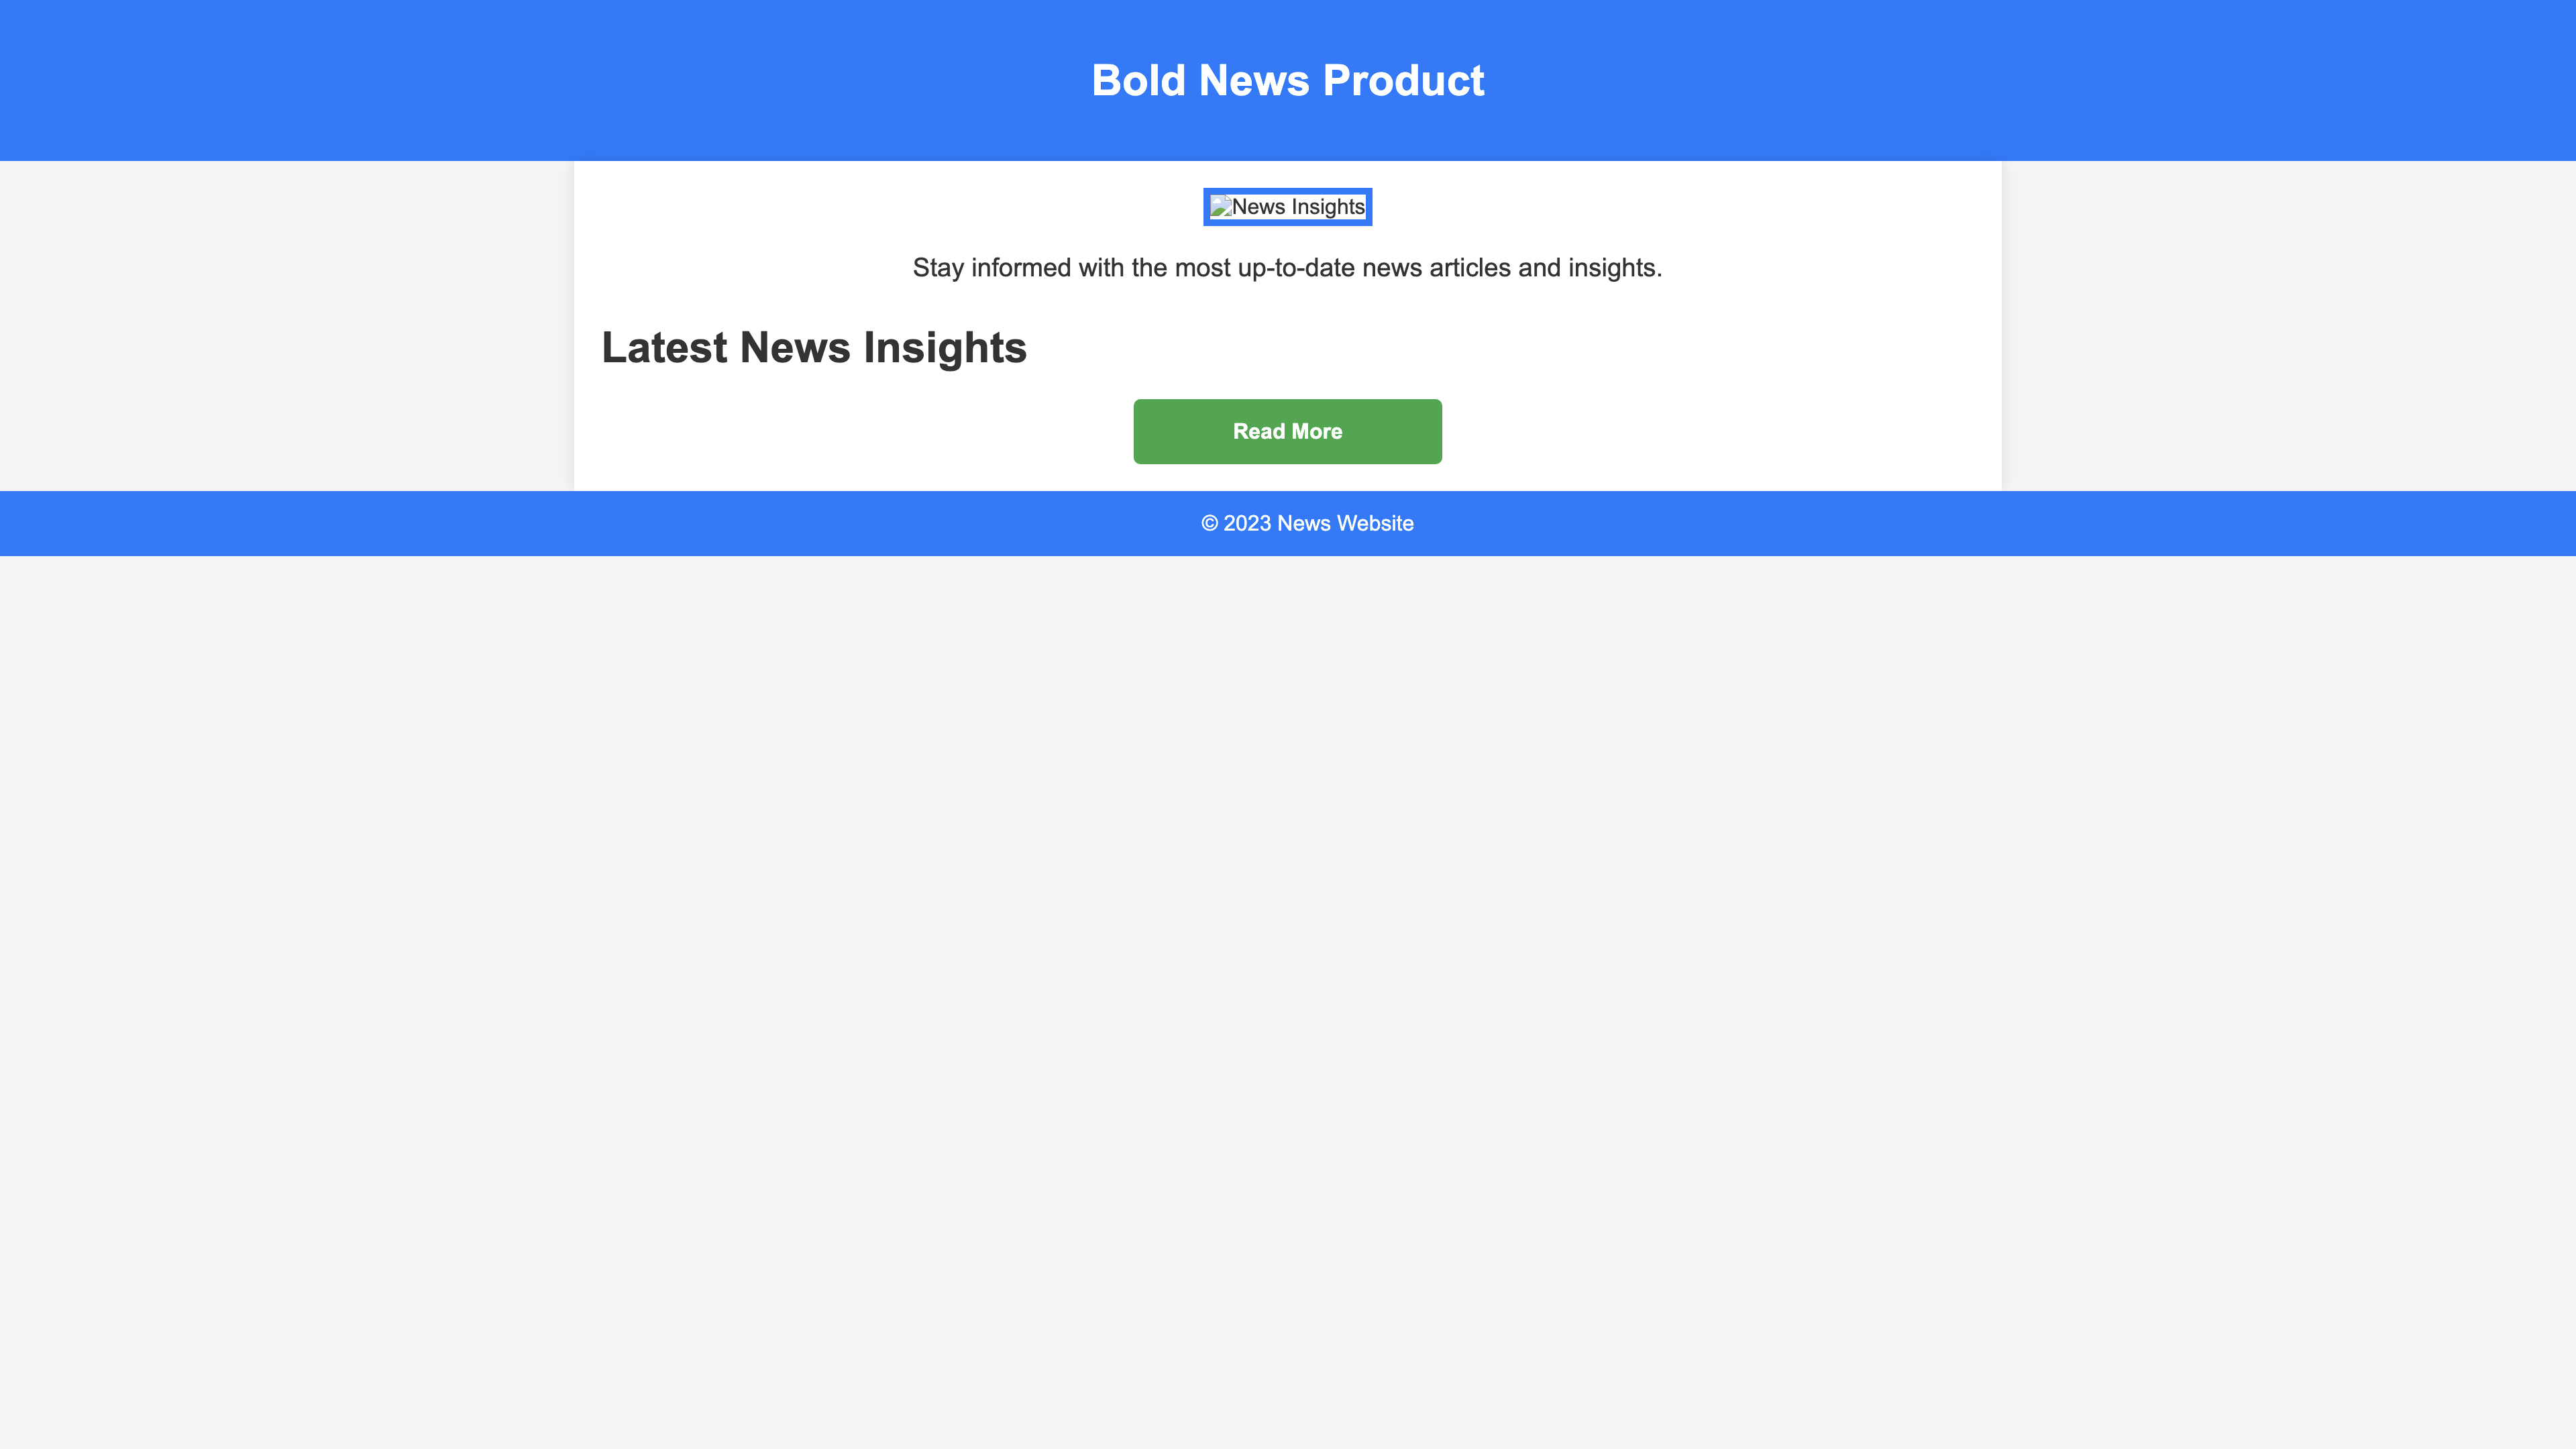 Bold News Product
News Insights
Stay informed with the most up-to-date news articles and insights.
Latest News Insights
Read More
© 2023 News Website